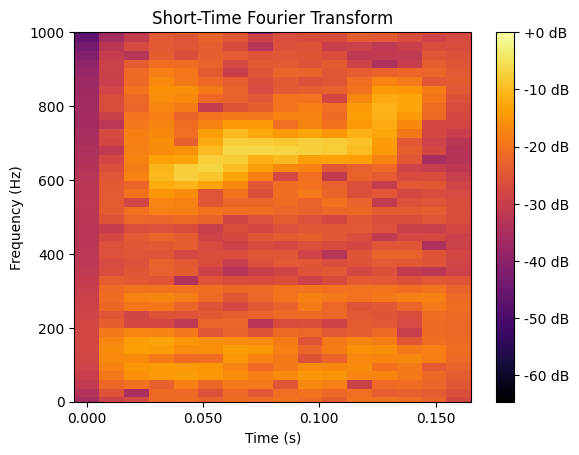 Short-Time Fourier Transform
Frequency (Hz)
1000
800
600
400
200
0
0.000 0.050 0.100 0.150
Time (s)
+0 dB
-10 dB
-20 dB
-30 dB
-40 dB
-50 dB
-60 dB